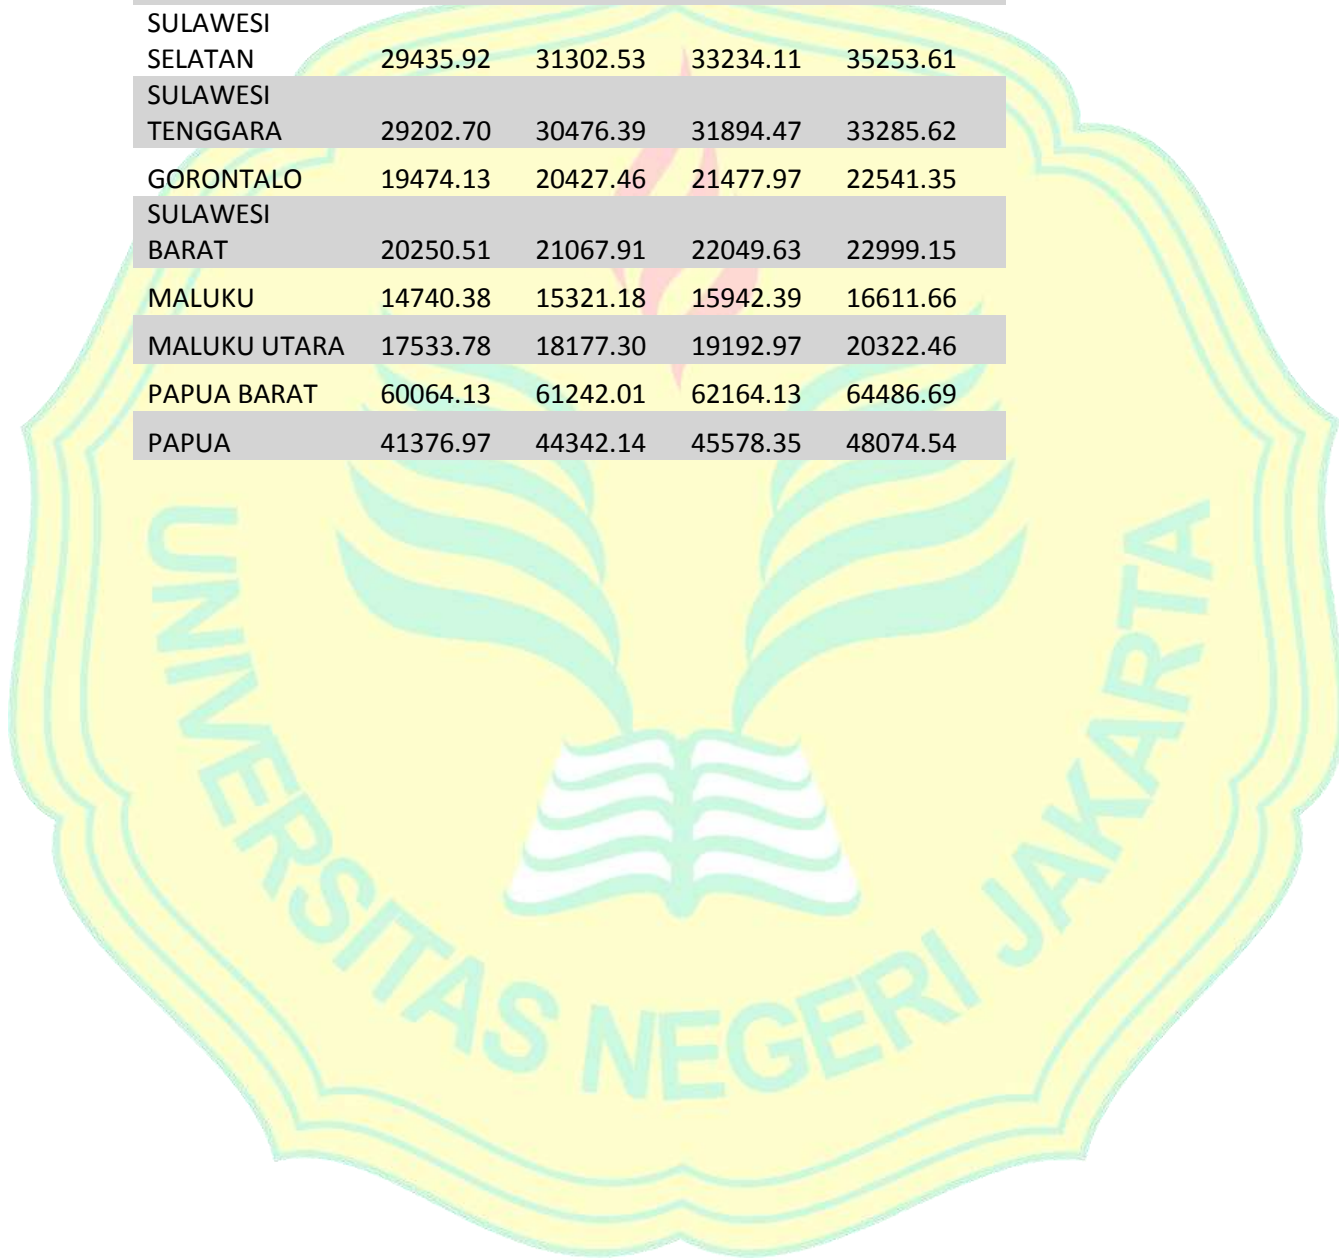 SULAWESI
SELATAN 29435.92 31302.53 33234.11 35253.61
SULAWESI
TENGGARA 29202.70 30476.39 31894.47 33285.62
GORONTALO 19474.13 20427.46 21477.97 22541.35
SULAWESI
BARAT 20250.51 21067.91 22049.63 22999.15
MALUKU 14740.38 15321.18 15942.39 16611.66
MALUKU UTARA 17533.78 18177.30 19192.97 20322.46
PAPUA BARAT 60064.13 61242.01 62164.13 64486.69
PAPUA 41376.97 44342.14 45578.35 48074.54
UNIVERSITAS NEGERI JAKARTA